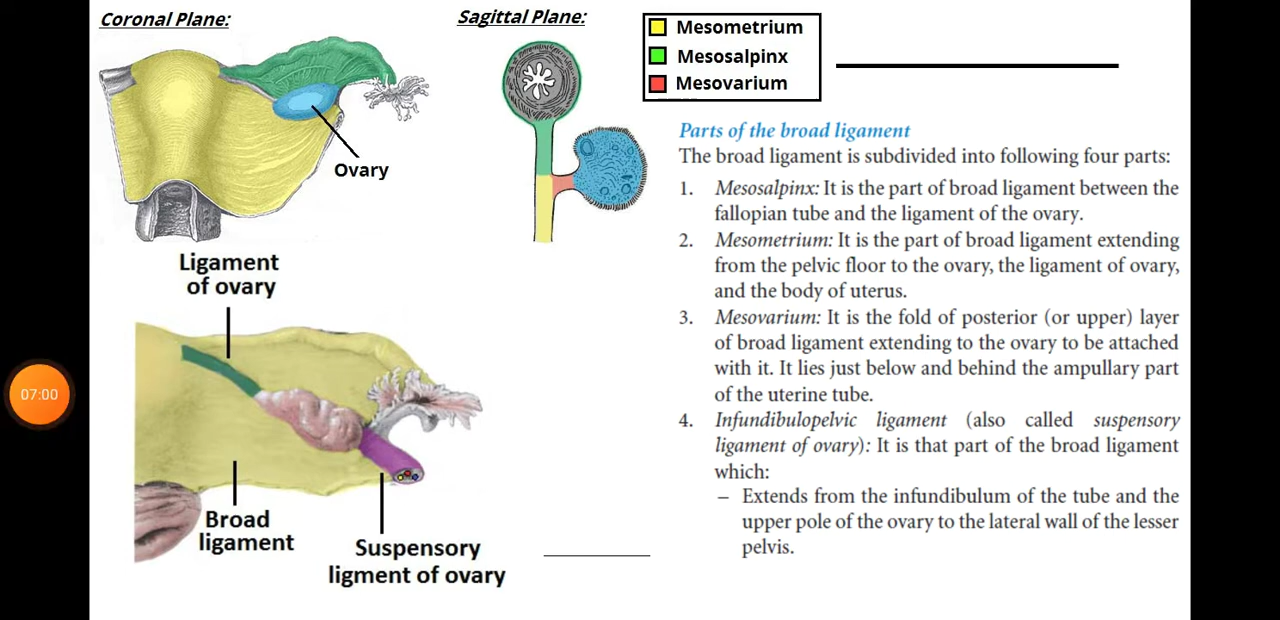 Coronal Plane:
Sagittal Plane:
Mesometrium
Mesosalpinx
Mesovarium
Ovary
Ligament
of ovary
Broad
ligament
Suspensory
ligment of ovary
07:00
Parts of the broad ligament
The broad ligament is subdivided into following four parts:
1. Mesosalpinx: It is the part of broad ligament between the
fallopian tube and the ligament of the ovary.
2. Mesometrium: It is the part of broad ligament extending
from the pelvic floor to the ovary, the ligament of ovary,
and the body of uterus.
3. Mesovarium: It is the fold of posterior (or upper) layer
of broad ligament extending to the ovary to be attached
with it. It lies just below and behind the ampullary part
of the uterine tube.
4. Infundibulopelvic ligament (also called suspensory
ligament of ovary): It is that part of the broad ligament
which:
– Extends from the infundibulum of the tube and the
upper pole of the ovary to the lateral wall of the lesser
pelvis.